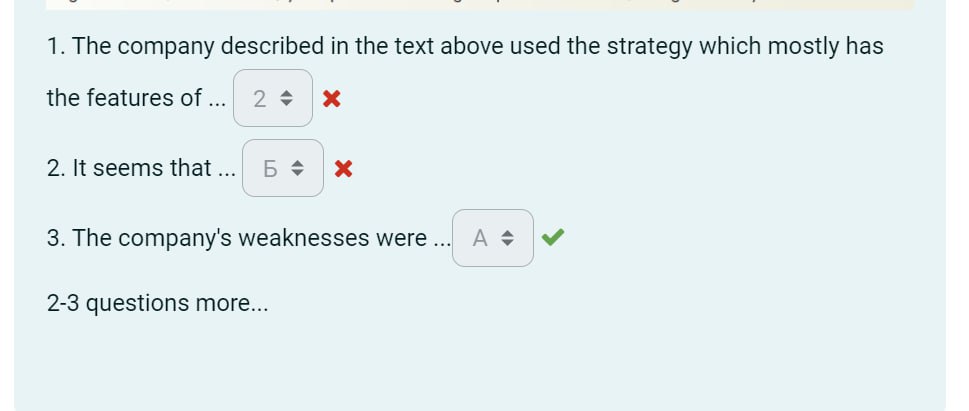 1. The company described in the text above used the strategy which mostly has
the features of ... 2
2. It seems that ... Б
3. The company's weaknesses were ... А
2-3 questions more...